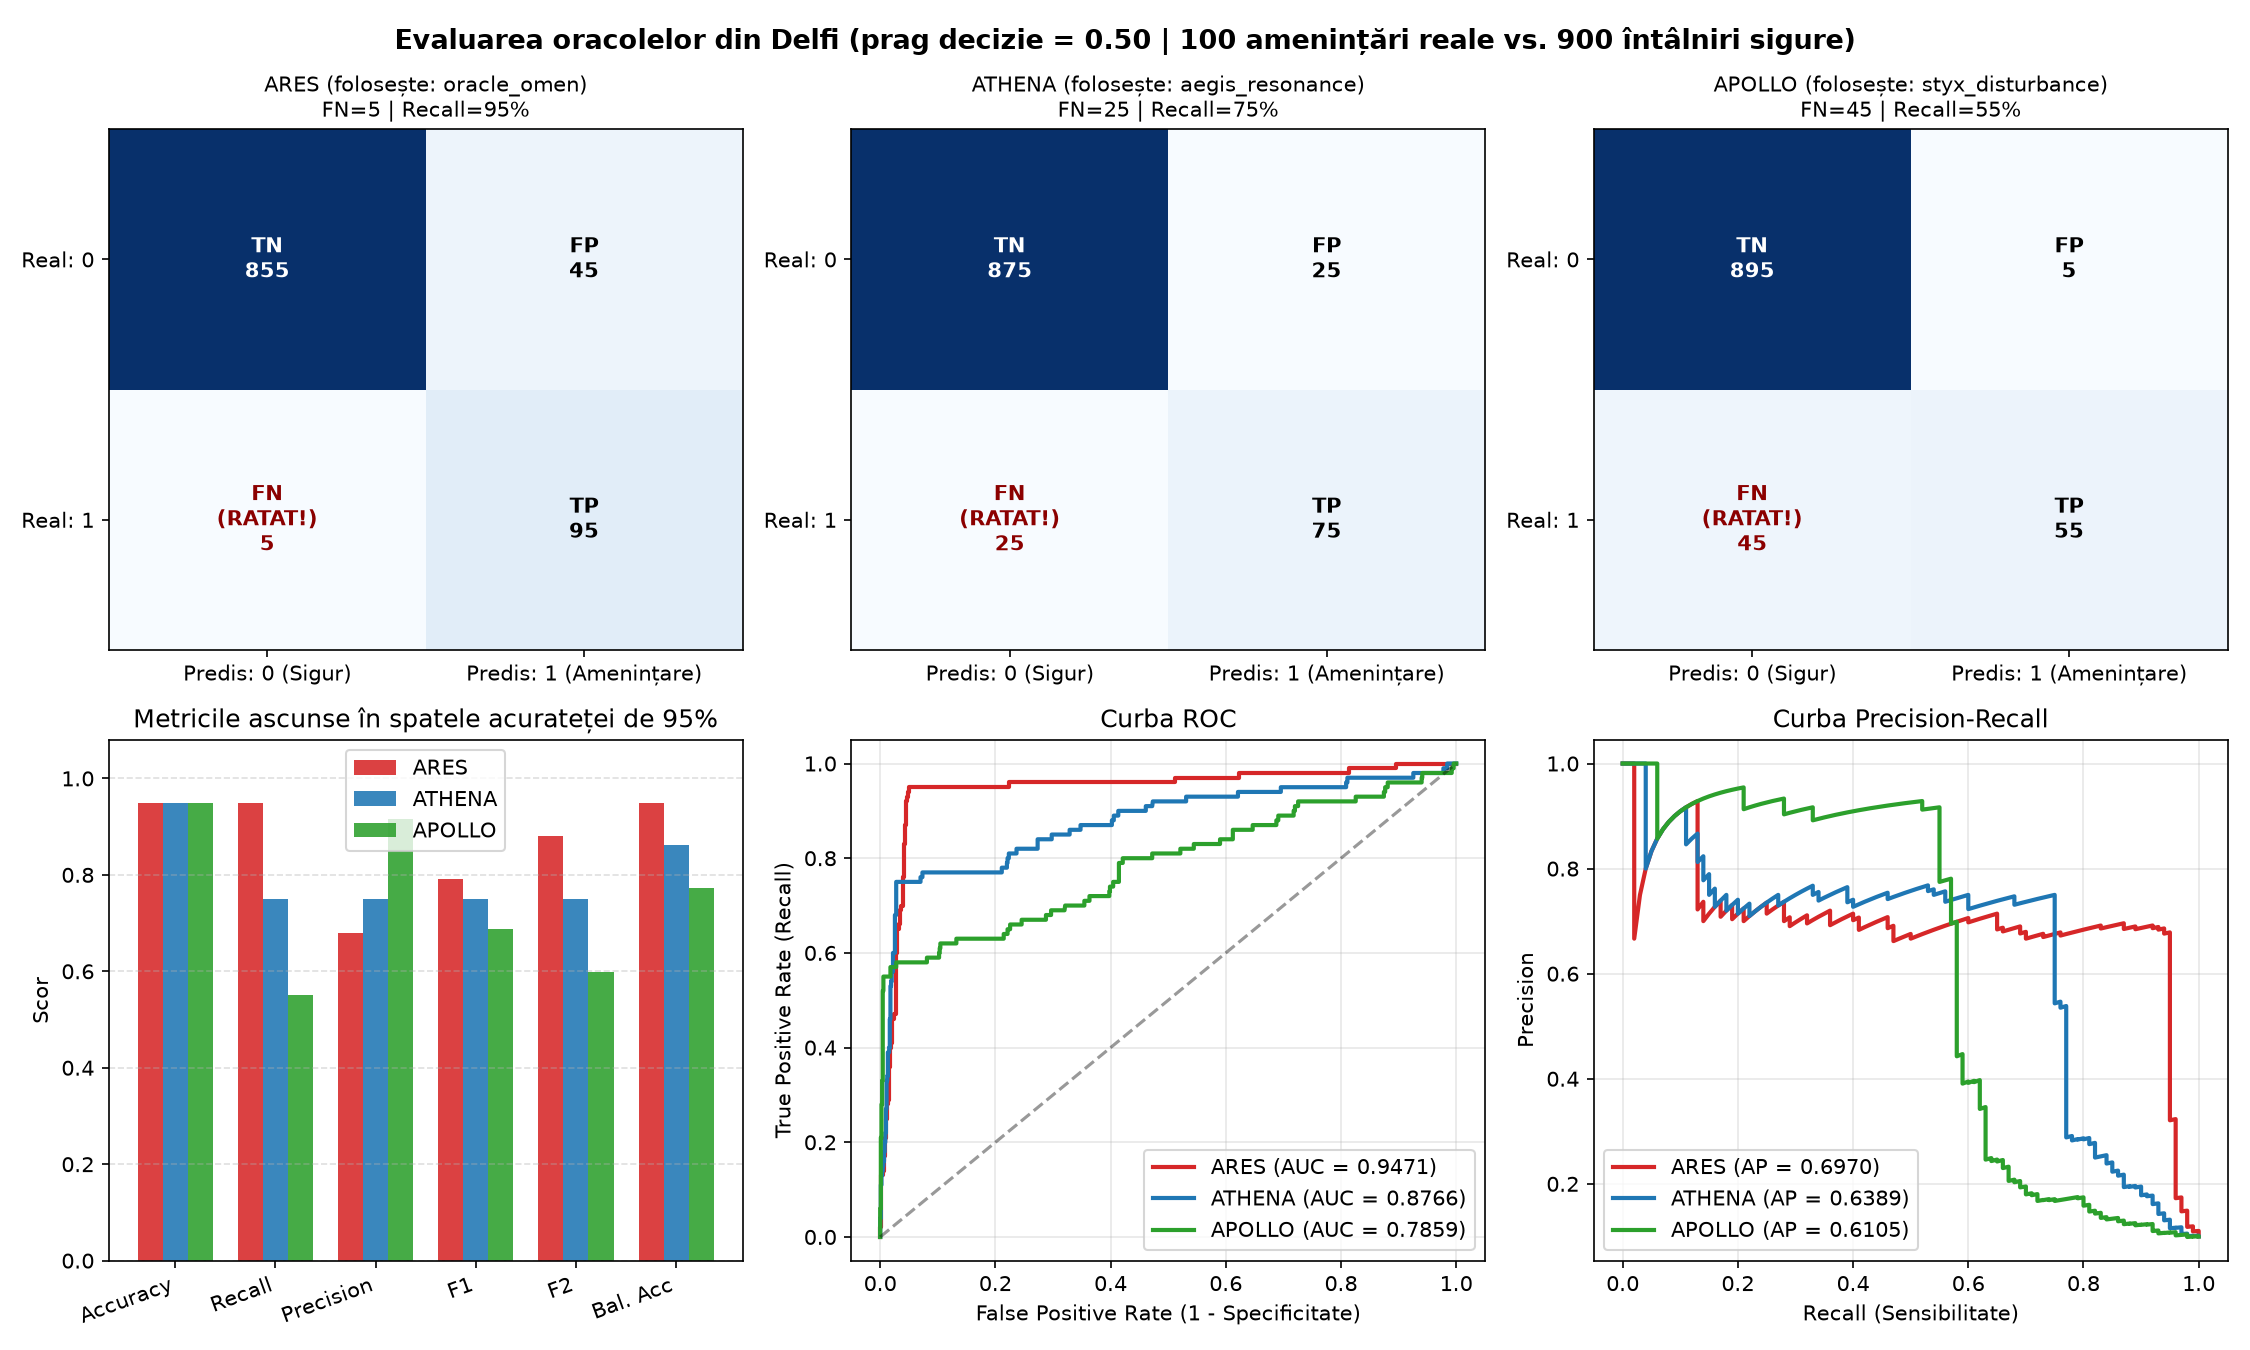 Evaluarea oracolelor din Delfi (prag decizie = 0.50 | 100 amenințări reale vs. 900 întâlniri sigure)
ARES (folosește: oracle_omen)
FN=5 | Recall=95%
TN
855
FP
45
FN
(RATAT!)
5
TP
95
Real: 0
Real: 1
Predis: 0 (Sigur)
Predis: 1 (Amenințare)
ATHENA (folosește: aegis_resonance)
FN=25 | Recall=75%
TN
875
FP
25
FN
(RATAT!)
25
TP
75
Real: 0
Real: 1
Predis: 0 (Sigur)
Predis: 1 (Amenințare)
APOLLO (folosește: styx_disturbance)
FN=45 | Recall=55%
TN
895
FP
5
FN
(RATAT!)
45
TP
55
Real: 0
Real: 1
Predis: 0 (Sigur)
Predis: 1 (Amenințare)
Metricile ascunse în spatele acurateței de 95%
ARES
ATHENA
APOLLO
Scor
1.0
0.8
0.6
0.4
0.2
0.0
Accuracy
Recall
Precision
F1
F2
Bal. Acc
Curba ROC
True Positive Rate (Recall)
1.0
0.8
0.6
0.4
0.2
0.0
ARES (AUC = 0.9471)
ATHENA (AUC = 0.8766)
APOLLO (AUC = 0.7859)
0.0
0.2
0.4
0.6
0.8
1.0
False Positive Rate (1 - Specificitate)
Curba Precision-Recall
Precision
1.0
0.8
0.6
0.4
0.2
ARES (AP = 0.6970)
ATHENA (AP = 0.6389)
APOLLO (AP = 0.6105)
0.0
0.2
0.4
0.6
0.8
1.0
Recall (Sensibilitate)